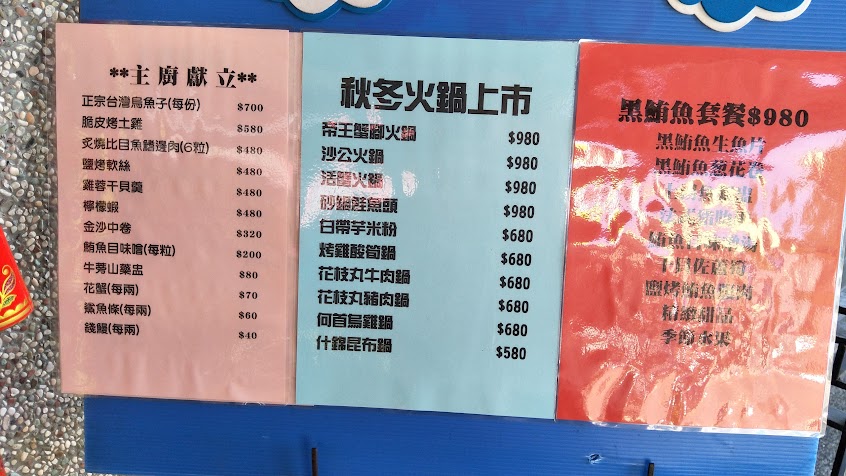 **主廚獻立**
正宗台灣烏魚子(每份) $700
脆皮烤土雞 $580
炙燒比目魚鰭邊肉(6粒) $480
鹽烤軟絲 $480
雞蓉干貝羹 $480
檸檬蝦 $480
金沙中卷 $320
鮪魚目味噌(每粒) $200
牛蒡山藥盅 $80
花蟹(每兩) $70
鯊魚條(每兩) $60
錢鰻(每兩) $40
秋冬火鍋上市
帝王蟹腳火鍋 $980
沙公火鍋 $980
活蟹火鍋 $980
砂鍋鮭魚頭 $980
白帶芋米粉 $680
烤雞酸筍鍋 $680
花枝丸牛肉鍋 $680
花枝丸豬肉鍋 $680
何首烏雞鍋 $680
什錦昆布鍋 $580
黑鮪魚套餐$980
黑鮪魚生魚片
黑鮪魚蔥花卷
鮪魚
鹽烤鮪魚
精緻甜品
季節水果